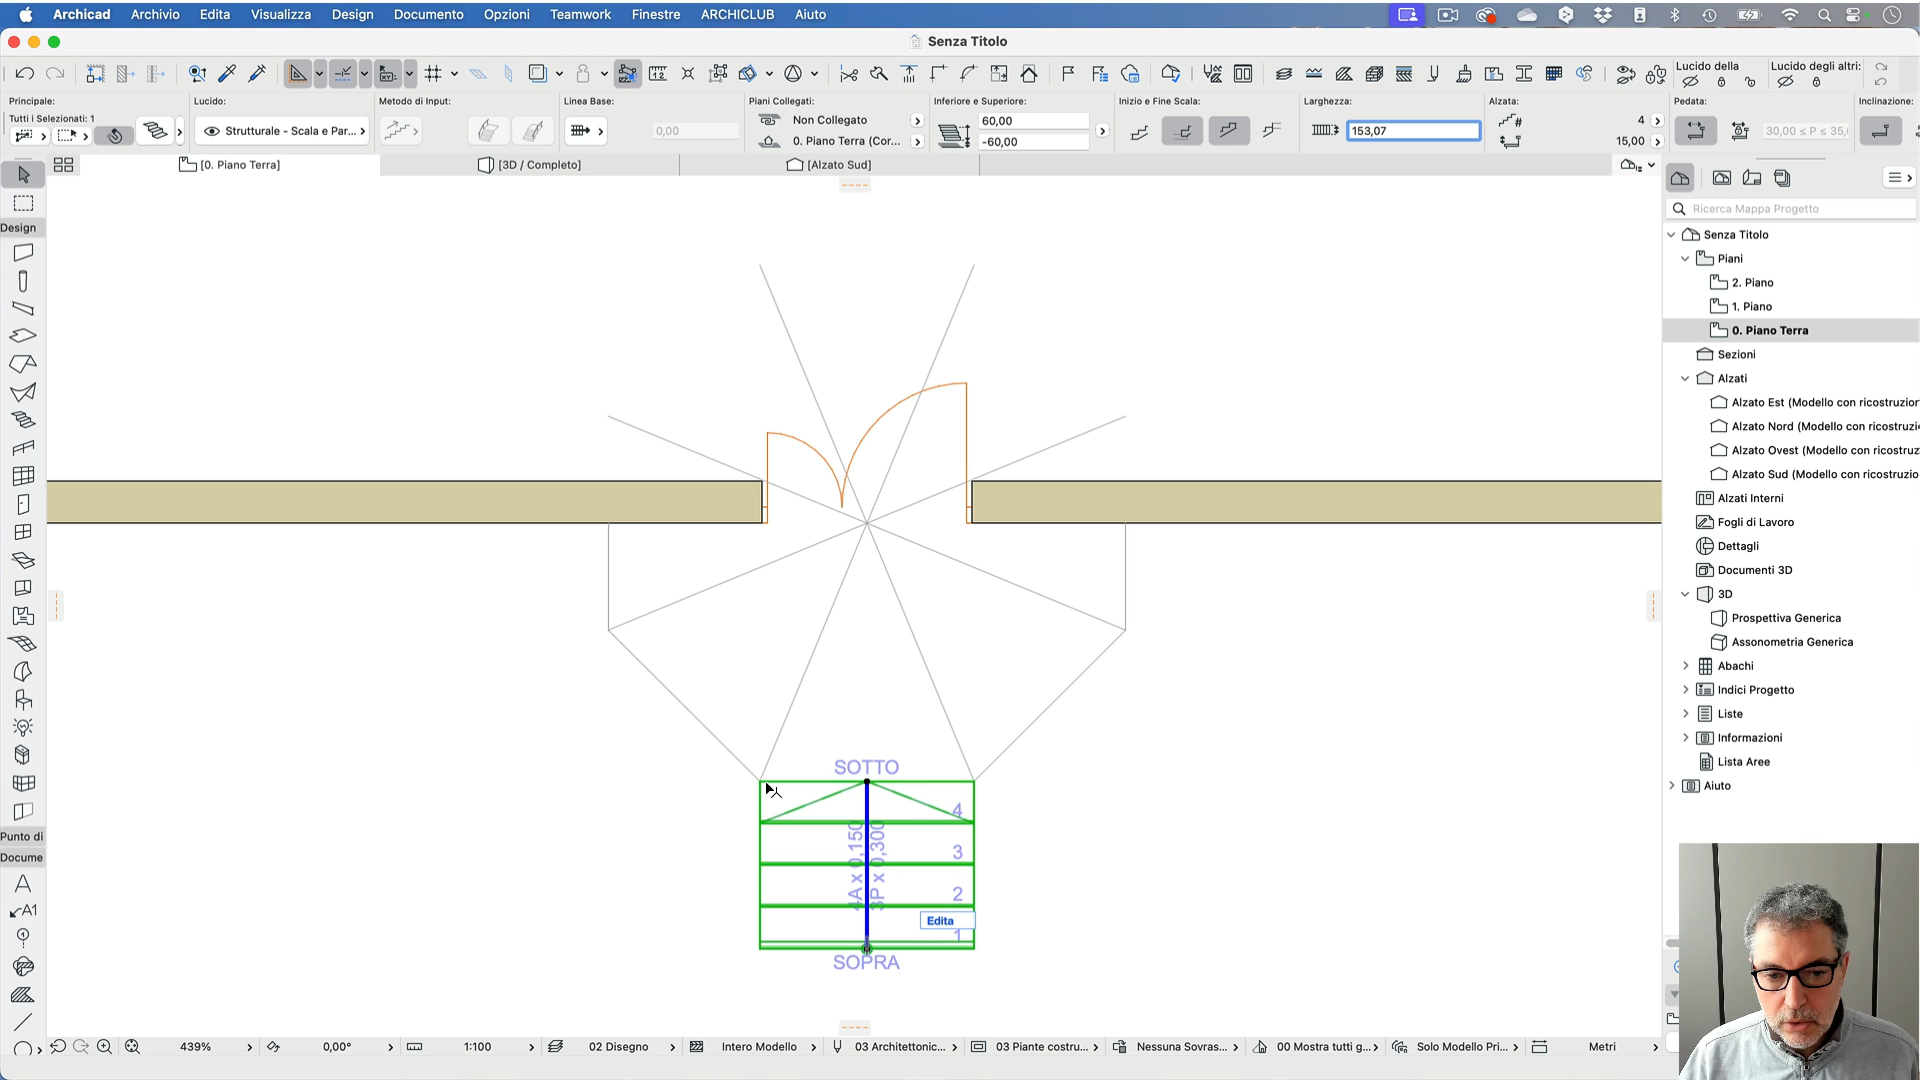 Archicad Archivio Edita Visualizza Design Documento Opzioni Teamwork Finestre ARCHICLUB Aiuto
Senza Titolo
Lucido della
Lucido degli altri:
Principale:
Tutti i Selezionati: 1
Lucido:
Strutturale - Scala e Par...
Metodo di Input:
Linea Base:
0,00
Piani Collegati:
Non Collegato
0. Piano Terra (Cor...
Inferiore e Superiore:
60,00
-60,00
Inizio e Fine Scala:
Larghezza:
153,07
Alzata:
4
15,00
Pedata:
30,00 ≤ P ≤ 35,
Inclinazione:
[0. Piano Terra]
[3D / Completo]
[Alzato Sud]
Design
Punto di
Docume
A
A1
SOTTO
4
3
2
1
4A x 0,150
3P x 0,300
Edita
SOPRA
Ricerca Mappa Progetto
Senza Titolo
Piani
2. Piano
1. Piano
0. Piano Terra
Sezioni
Alzati
Alzato Est (Modello con ricostruzior
Alzato Nord (Modello con ricostruzi
Alzato Ovest (Modello con ricostruz
Alzato Sud (Modello con ricostruzio
Alzati Interni
Fogli di Lavoro
Dettagli
Documenti 3D
3D
Prospettiva Generica
Assonometria Generica
Abachi
Indici Progetto
Liste
Informazioni
Lista Aree
Aiuto
439% 0,00° 1:100 02 Disegno Intero Modello 03 Architettonic... 03 Piante costru... Nessuna Sovras... 00 Mostra tutti g... Solo Modello Pri... Metri